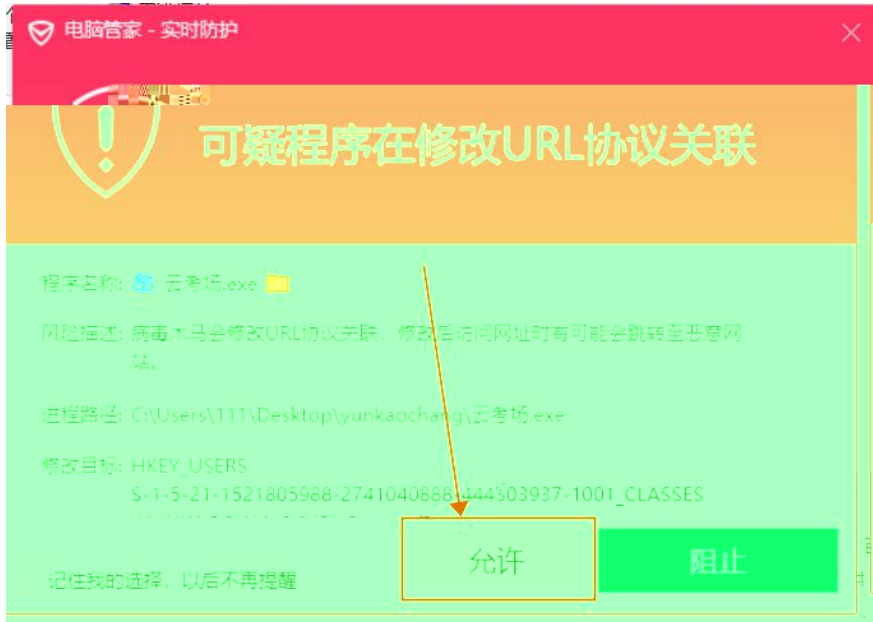 电脑管家 - 实时防护
可疑程序在修改URL协议关联
程序名称: 云考场.exe
风险描述: 病毒木马会修改URL协议关联，修改后访问网址时有可能会跳转至恶意网
站。
进程路径: C:\Users\111\Desktop\yunkaochang\云考场.exe
修改目标: HKEY_USERS
S-1-5-21-1521805988-2741040888-444303937-1001_CLASSES
记住我的选择，以后不再提醒
允许
阻止